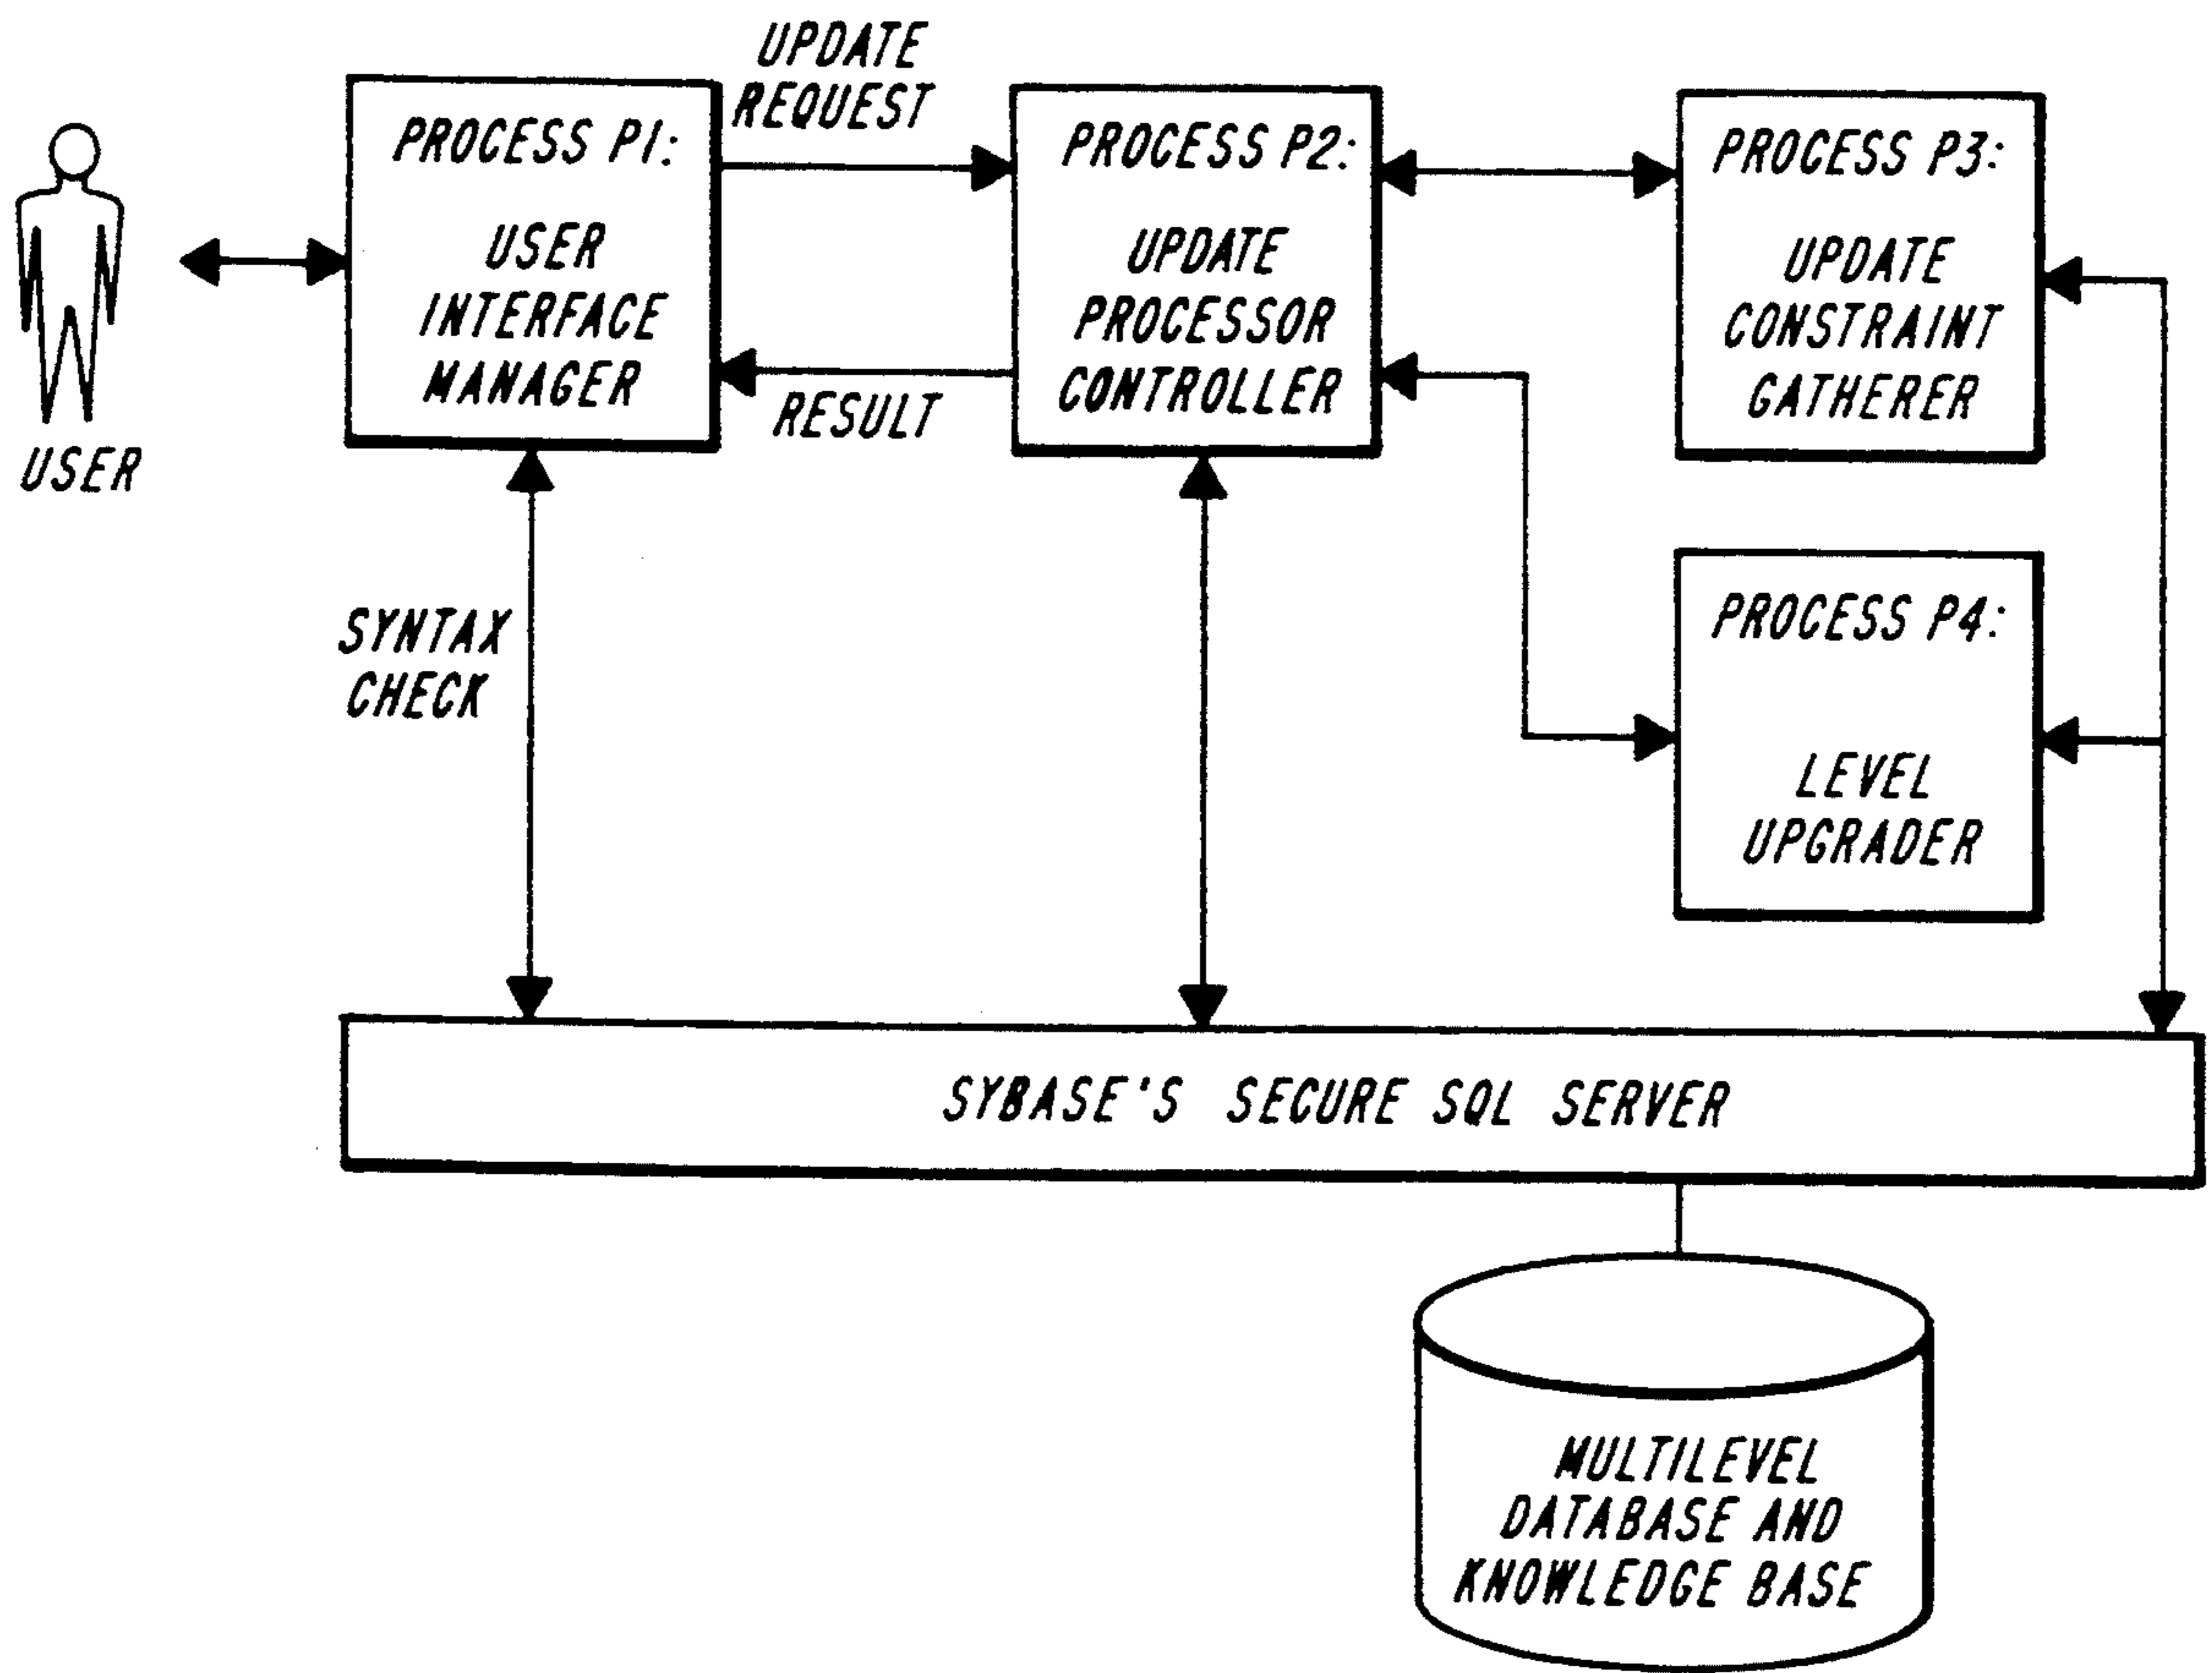 UPDATE
REQUEST
PROCESS P1:
USER
INTERFACE
MANAGER
PROCESS P2:
UPDATE
PROCESSOR
CONTROLLER
PROCESS P3:
UPDATE
CONSTRAINT
GATHERER
RESULT
USER
SYNTAX
CHECK
PROCESS P4:
LEVEL
UPGRADER
SYBASE'S SECURE SQL SERVER
MULTILEVEL
DATABASE AND
KNOWLEDGE BASE